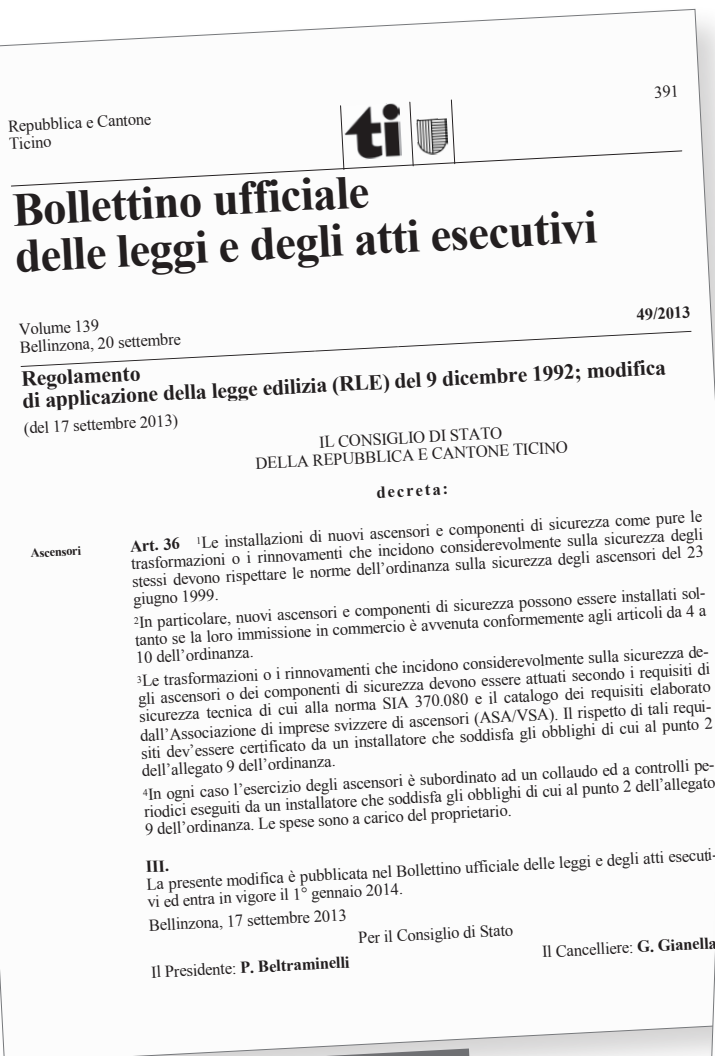 391
Repubblica e Cantone
Ticino
ti
Bollettino ufficiale
delle leggi e degli atti esecutivi
Volume 139
Bellinzona, 20 settembre
49/2013
Regolamento
di applicazione della legge edilizia (RLE) del 9 dicembre 1992; modifica
(del 17 settembre 2013)
IL CONSIGLIO DI STATO
DELLA REPUBBLICA E CANTONE TICINO
decreta:
Ascensori
Art. 36 ¹Le installazioni di nuovi ascensori e componenti di sicurezza come pure le
trasformazioni o i rinnovamenti che incidono considerevolmente sulla sicurezza degli
stessi devono rispettare le norme dell’ordinanza sulla sicurezza degli ascensori del 23
giugno 1999.
²In particolare, nuovi ascensori e componenti di sicurezza possono essere installati sol-
tanto se la loro immissione in commercio è avvenuta conformemente agli articoli da 4 a
10 dell’ordinanza.
³Le trasformazioni o i rinnovamenti che incidono considerevolmente sulla sicurezza de-
gli ascensori o dei componenti di sicurezza devono essere attuati secondo i requisiti di
sicurezza tecnica di cui alla norma SIA 370.080 e il catalogo dei requisiti elaborato
dall’Associazione di imprese svizzere di ascensori (ASA/VSA). Il rispetto di tali requi-
siti dev’essere certificato da un installatore che soddisfa gli obblighi di cui al punto 2
dell’allegato 9 dell’ordinanza.
⁴In ogni caso l’esercizio degli ascensori è subordinato ad un collaudo ed a controlli pe-
riodici eseguiti da un installatore che soddisfa gli obblighi di cui al punto 2 dell’allegato
9 dell’ordinanza. Le spese sono a carico del proprietario.
III.
La presente modifica è pubblicata nel Bollettino ufficiale delle leggi e degli atti esecuti-
vi ed entra in vigore il 1° gennaio 2014.
Bellinzona, 17 settembre 2013
Per il Consiglio di Stato
Il Presidente: P. Beltraminelli
Il Cancelliere: G. Gianella